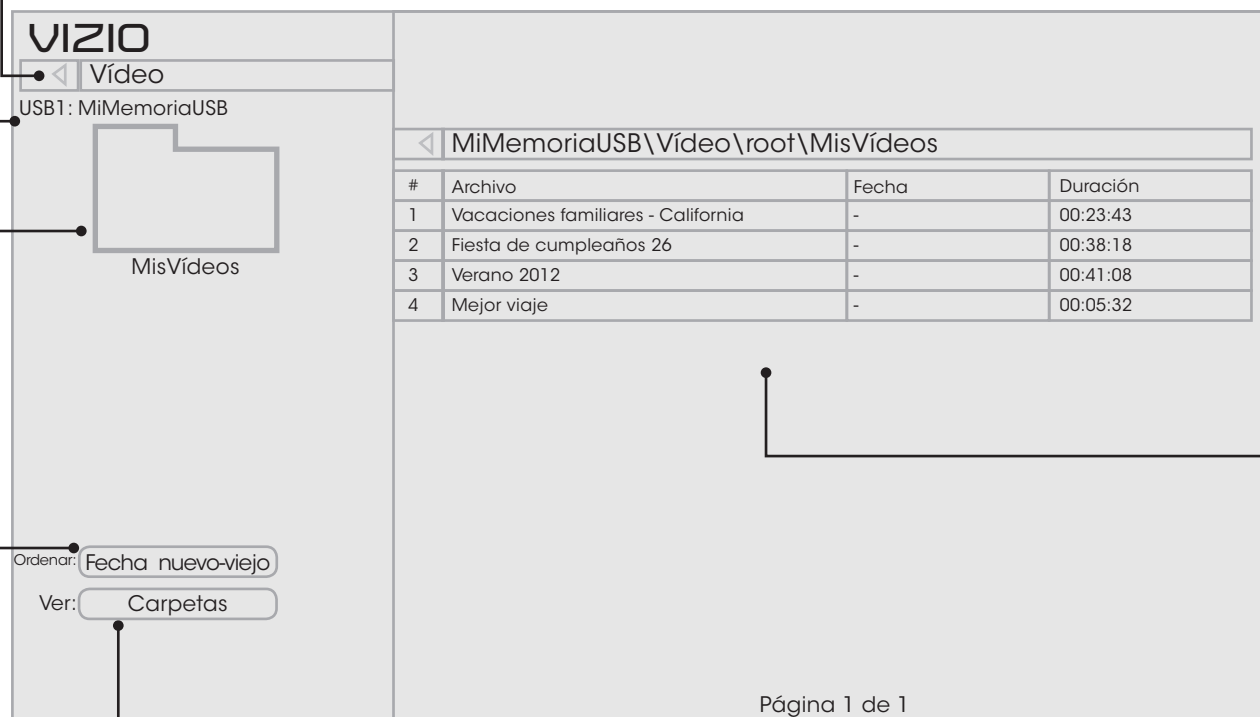 VIZIO
Vídeo
USB1: MiMemoriaUSB
MisVídeos
Ordenar: Fecha nuevo-viejo
Ver: Carpetas
MiMemoriaUSB\Vídeo\root\MisVídeos
# Archivo Fecha Duración
1 Vacaciones familiares - California - 00:23:43
2 Fiesta de cumpleaños 26 - 00:38:18
3 Verano 2012 - 00:41:08
4 Mejor viaje - 00:05:32
Página 1 de 1